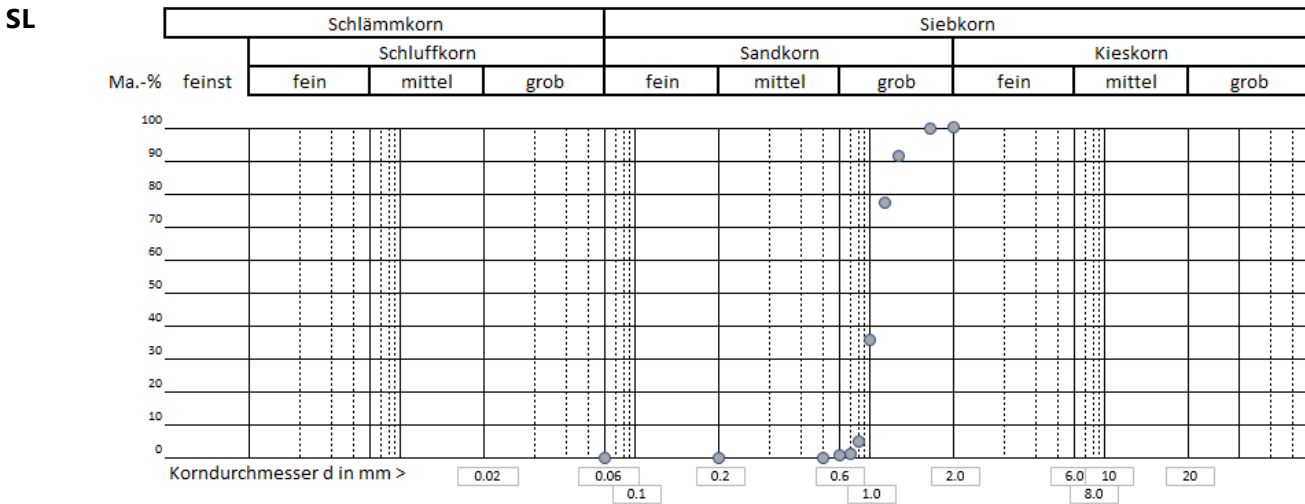 SL
Schlämmkorn Siebkorn
Schluffkorn Sandkorn Kieskorn
Ma.-% feinst fein mittel grob fein mittel grob fein mittel grob
100
90
80
70
60
50
40
30
20
10
0
Korndurchmesser d in mm > 0.02 0.06 0.2 0.6 2.0 6.0 10 20
0.1 1.0 8.0